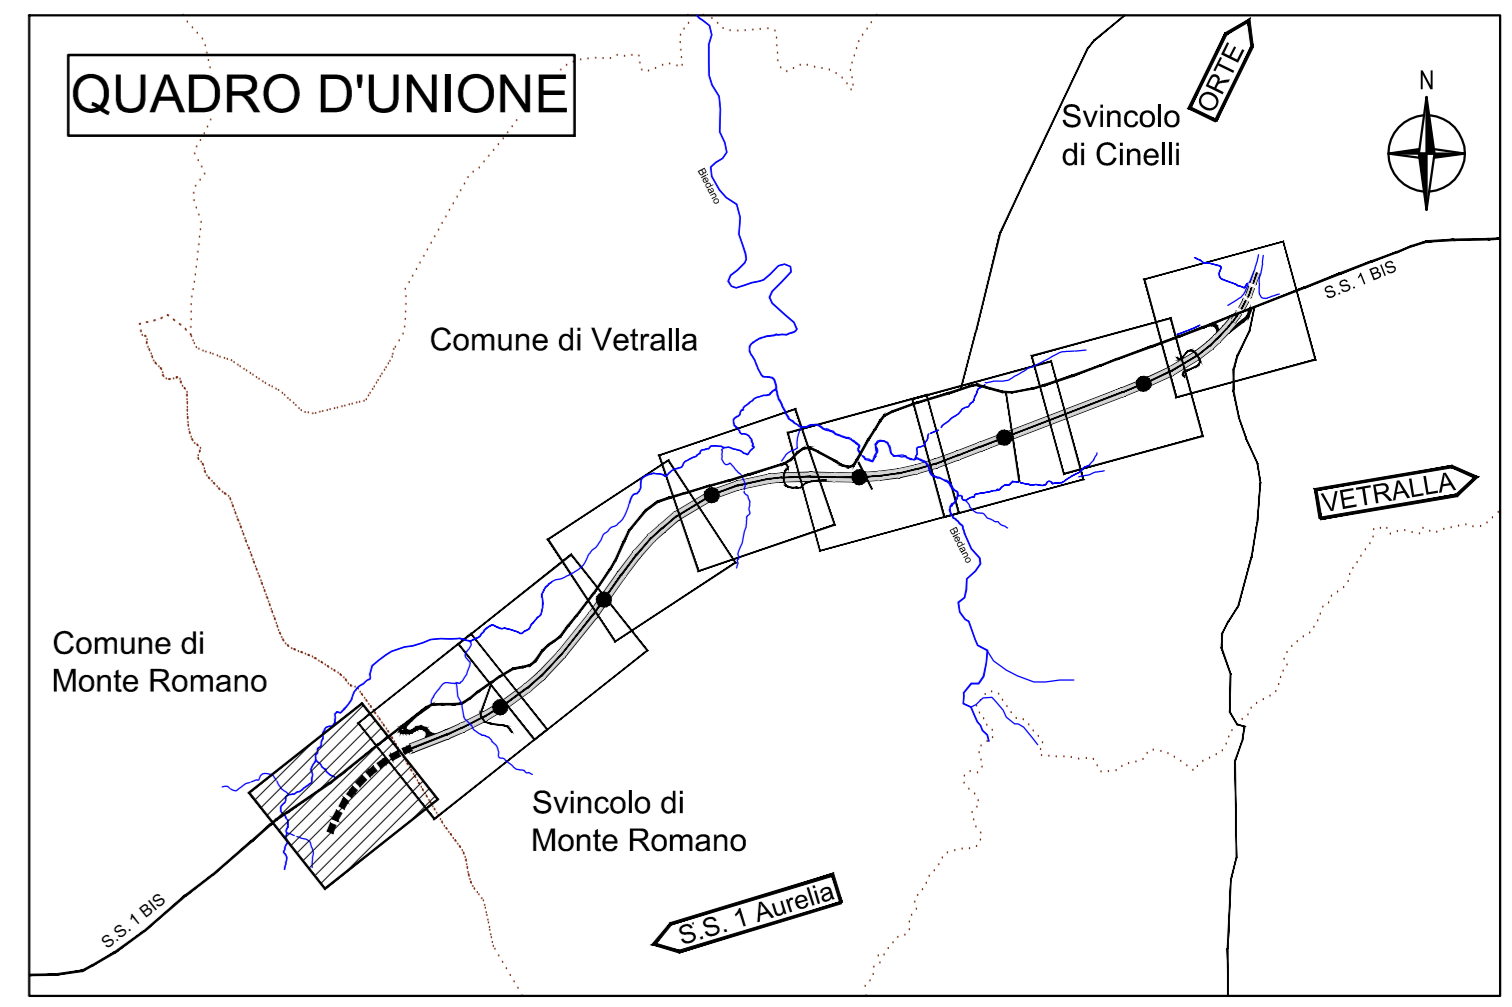 QUADRO D'UNIONE
ORTE
N
Svincolo
di Cinelli
Biedano
S.S. 1 BIS
Comune di Vetralla
VETRALLA
Biedano
Comune di
Monte Romano
Svincolo di
Monte Romano
S.S. 1 Aurelia
S.S. 1 BIS